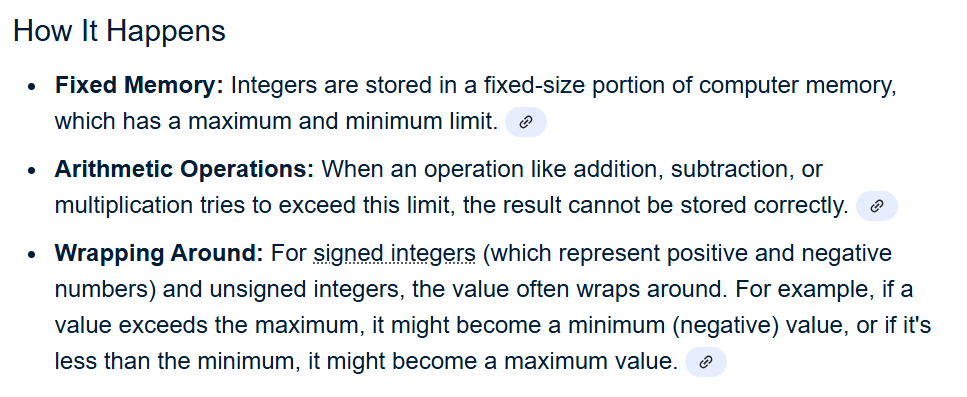 How It Happens
• Fixed Memory: Integers are stored in a fixed-size portion of computer memory,
which has a maximum and minimum limit.
• Arithmetic Operations: When an operation like addition, subtraction, or
multiplication tries to exceed this limit, the result cannot be stored correctly.
• Wrapping Around: For signed integers (which represent positive and negative
numbers) and unsigned integers, the value often wraps around. For example, if a
value exceeds the maximum, it might become a minimum (negative) value, or if it's
less than the minimum, it might become a maximum value.